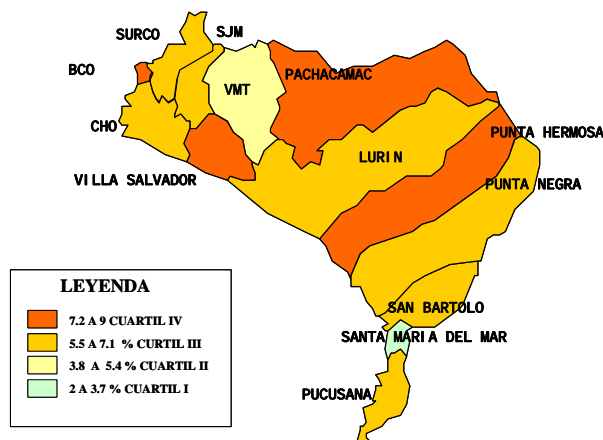 SURCO
SJM
BCO
PACHACAMAC
VMT
CHO
PUNTA HERMOSA
LURIN
VILLA SALVADOR
PUNTA NEGRA
LEYENDA
7.2 A 9 CUARTIL IV
5.5 A 7.1 % CURTIL III
3.8 A 5.4 % CUARTIL II
2 A 3.7 % CUARTIL I
SAN BARTOLO
SANTA MARIA DEL MAR
PUCUSANA